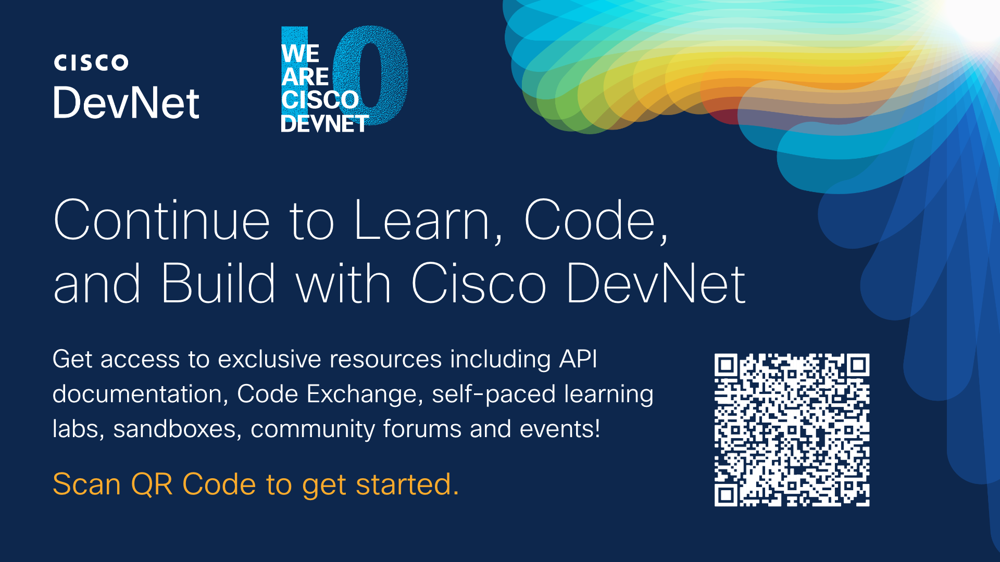 CISCO
DevNet
10
WE
ARE
CISCO
DEVNET
Continue to Learn, Code,
and Build with Cisco DevNet
Get access to exclusive resources including API
documentation, Code Exchange, self-paced learning
labs, sandboxes, community forums and events!
Scan QR Code to get started.